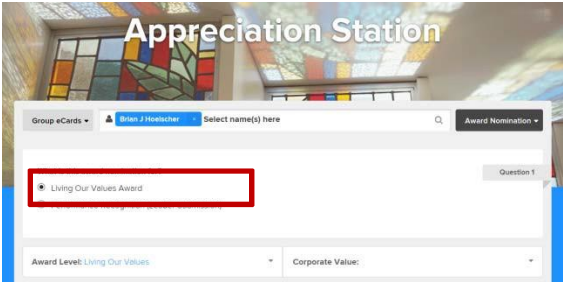 Appreciation Station
Group eCards
Brian J Hoelscher
Select name(s) here
Award Nomination
Question 1
Living Our Values Award
Award Level: Living Our Values
Corporate Value: